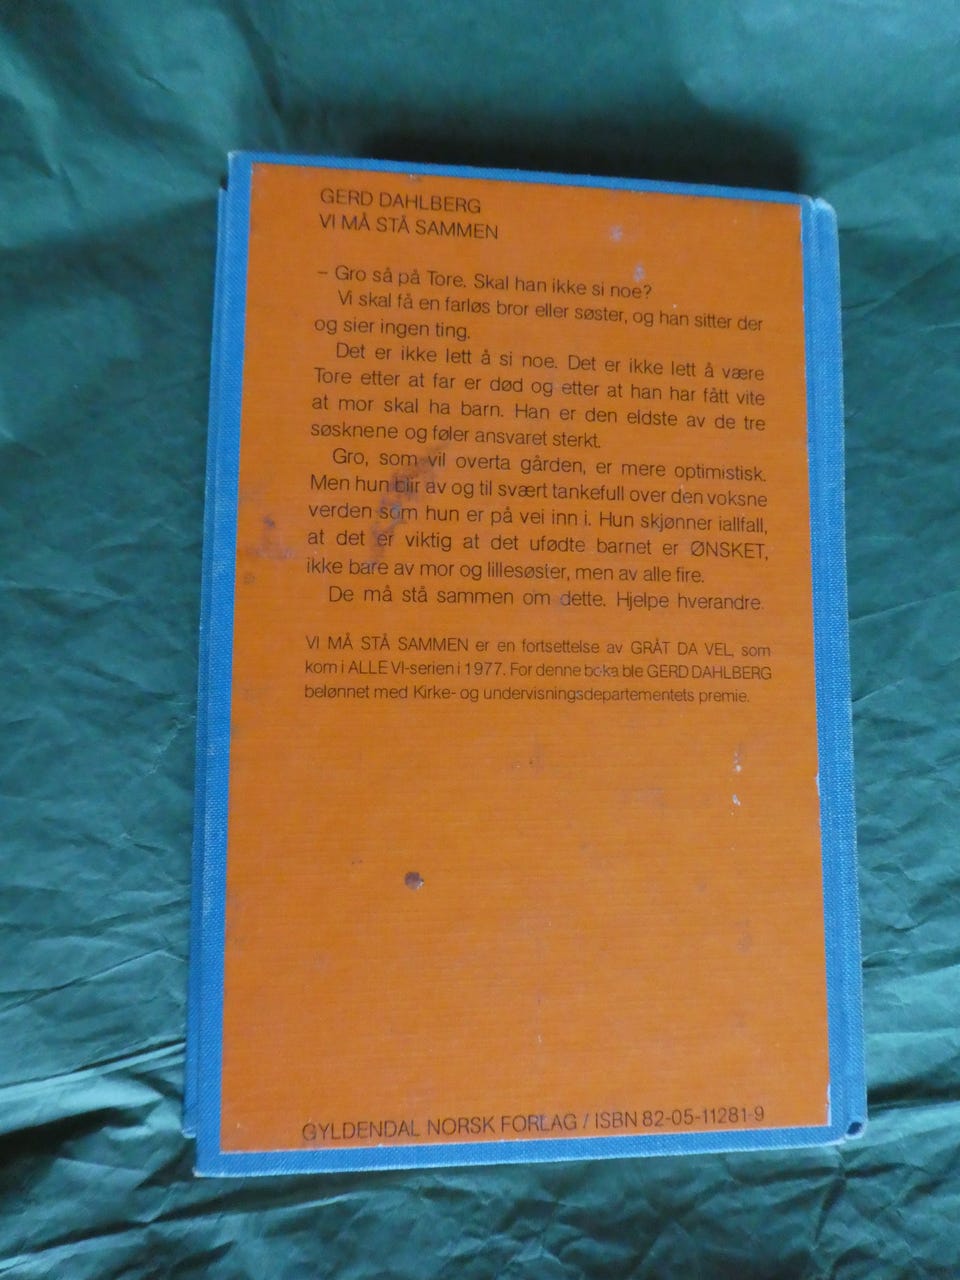 GERD DAHLBERG
VI MÅ STÅ SAMMEN
– Gro så på Tore. Skal han ikke si noe?
Vi skal få en farløs bror eller søster, og han sitter der
og sier ingen ting.
Det er ikke lett å si noe. Det er ikke lett å være
Tore etter at far er død og etter at han har fått vite
at mor skal ha barn. Han er den eldste av de tre
søsknene og føler ansvaret sterkt.
Gro, som vil overta gården, er mere optimistisk.
Men hun blir av og til svært tankefull over den voksne
verden som hun er på vei inn i. Hun skjønner iallfall,
at det er viktig at det ufødte barnet er ØNSKET,
ikke bare av mor og lillesøster, men av alle fire.
De må stå sammen om dette. Hjelpe hverandre.
VI MÅ STÅ SAMMEN er en fortsettelse av GRÅT DA VEL, som
kom i ALLE VI-serien i 1977. For denne boka ble GERD DAHLBERG
belønnet med Kirke- og undervisningsdepartementets premie.
GYLDENDAL NORSK FORLAG / ISBN 82-05-11281-9